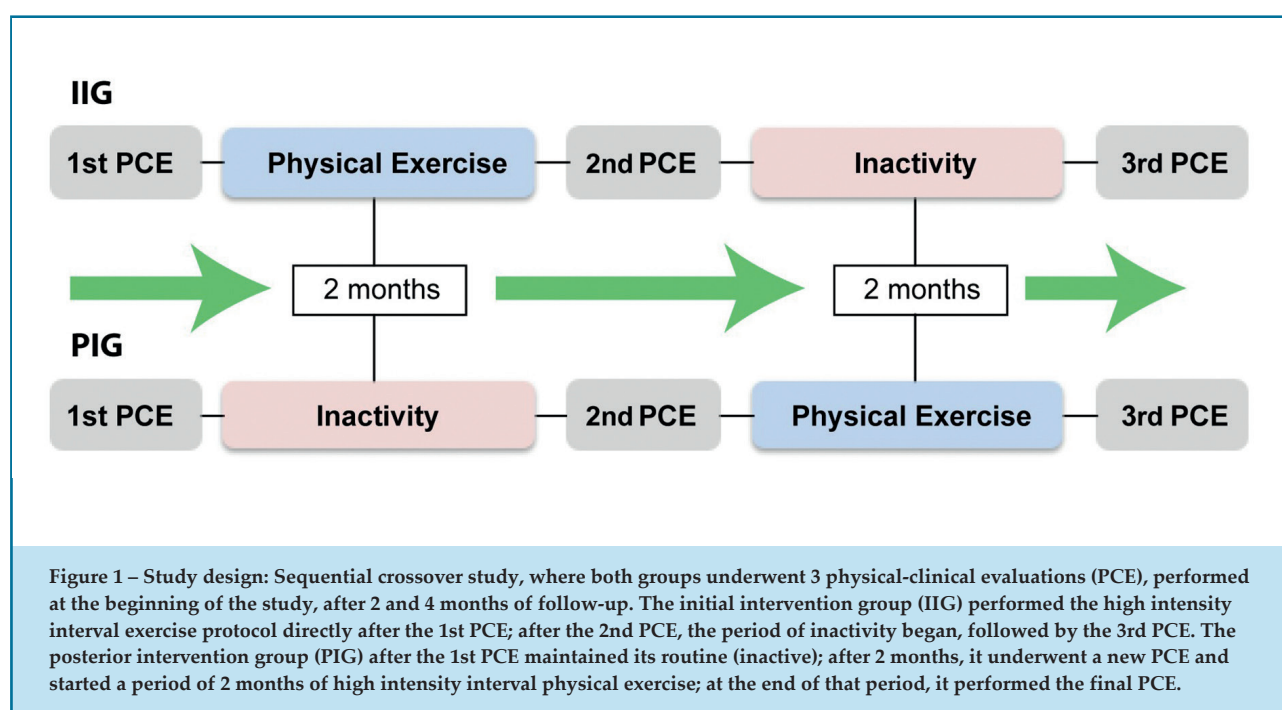 IIG
1st PCE Physical Exercise 2nd PCE Inactivity 3rd PCE
2 months 2 months
PIG
1st PCE Inactivity 2nd PCE Physical Exercise 3rd PCE
Figure 1 – Study design: Sequential crossover study, where both groups underwent 3 physical-clinical evaluations (PCE), performed
at the beginning of the study, after 2 and 4 months of follow-up. The initial intervention group (IIG) performed the high intensity
interval exercise protocol directly after the 1st PCE; after the 2nd PCE, the period of inactivity began, followed by the 3rd PCE. The
posterior intervention group (PIG) after the 1st PCE maintained its routine (inactive); after 2 months, it underwent a new PCE and
started a period of 2 months of high intensity interval physical exercise; at the end of that period, it performed the final PCE.